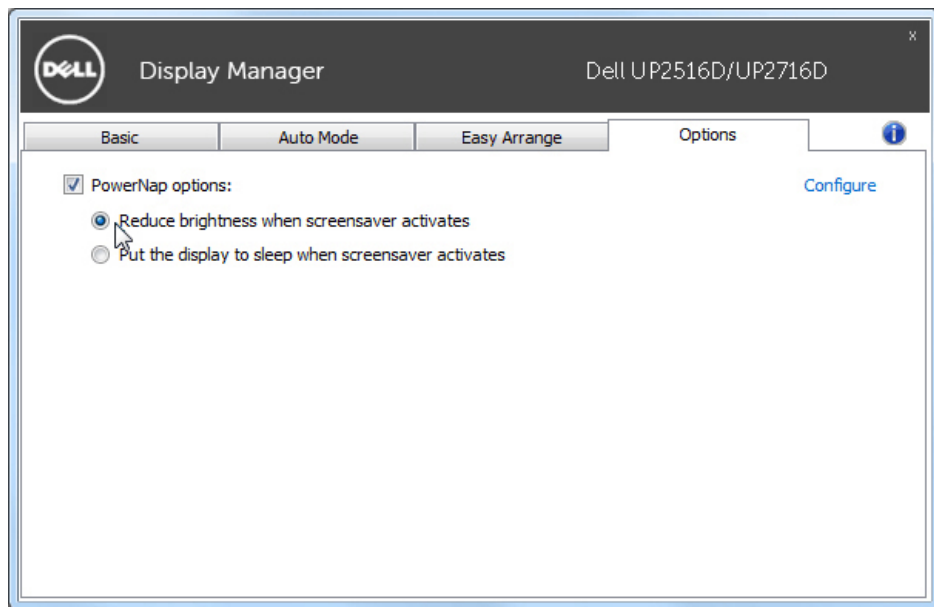 DELL
Display Manager
Dell UP2516D/UP2716D
x
Basic
Auto Mode
Easy Arrange
Options
i
PowerNap options:
Configure
Reduce brightness when screensaver activates
Put the display to sleep when screensaver activates